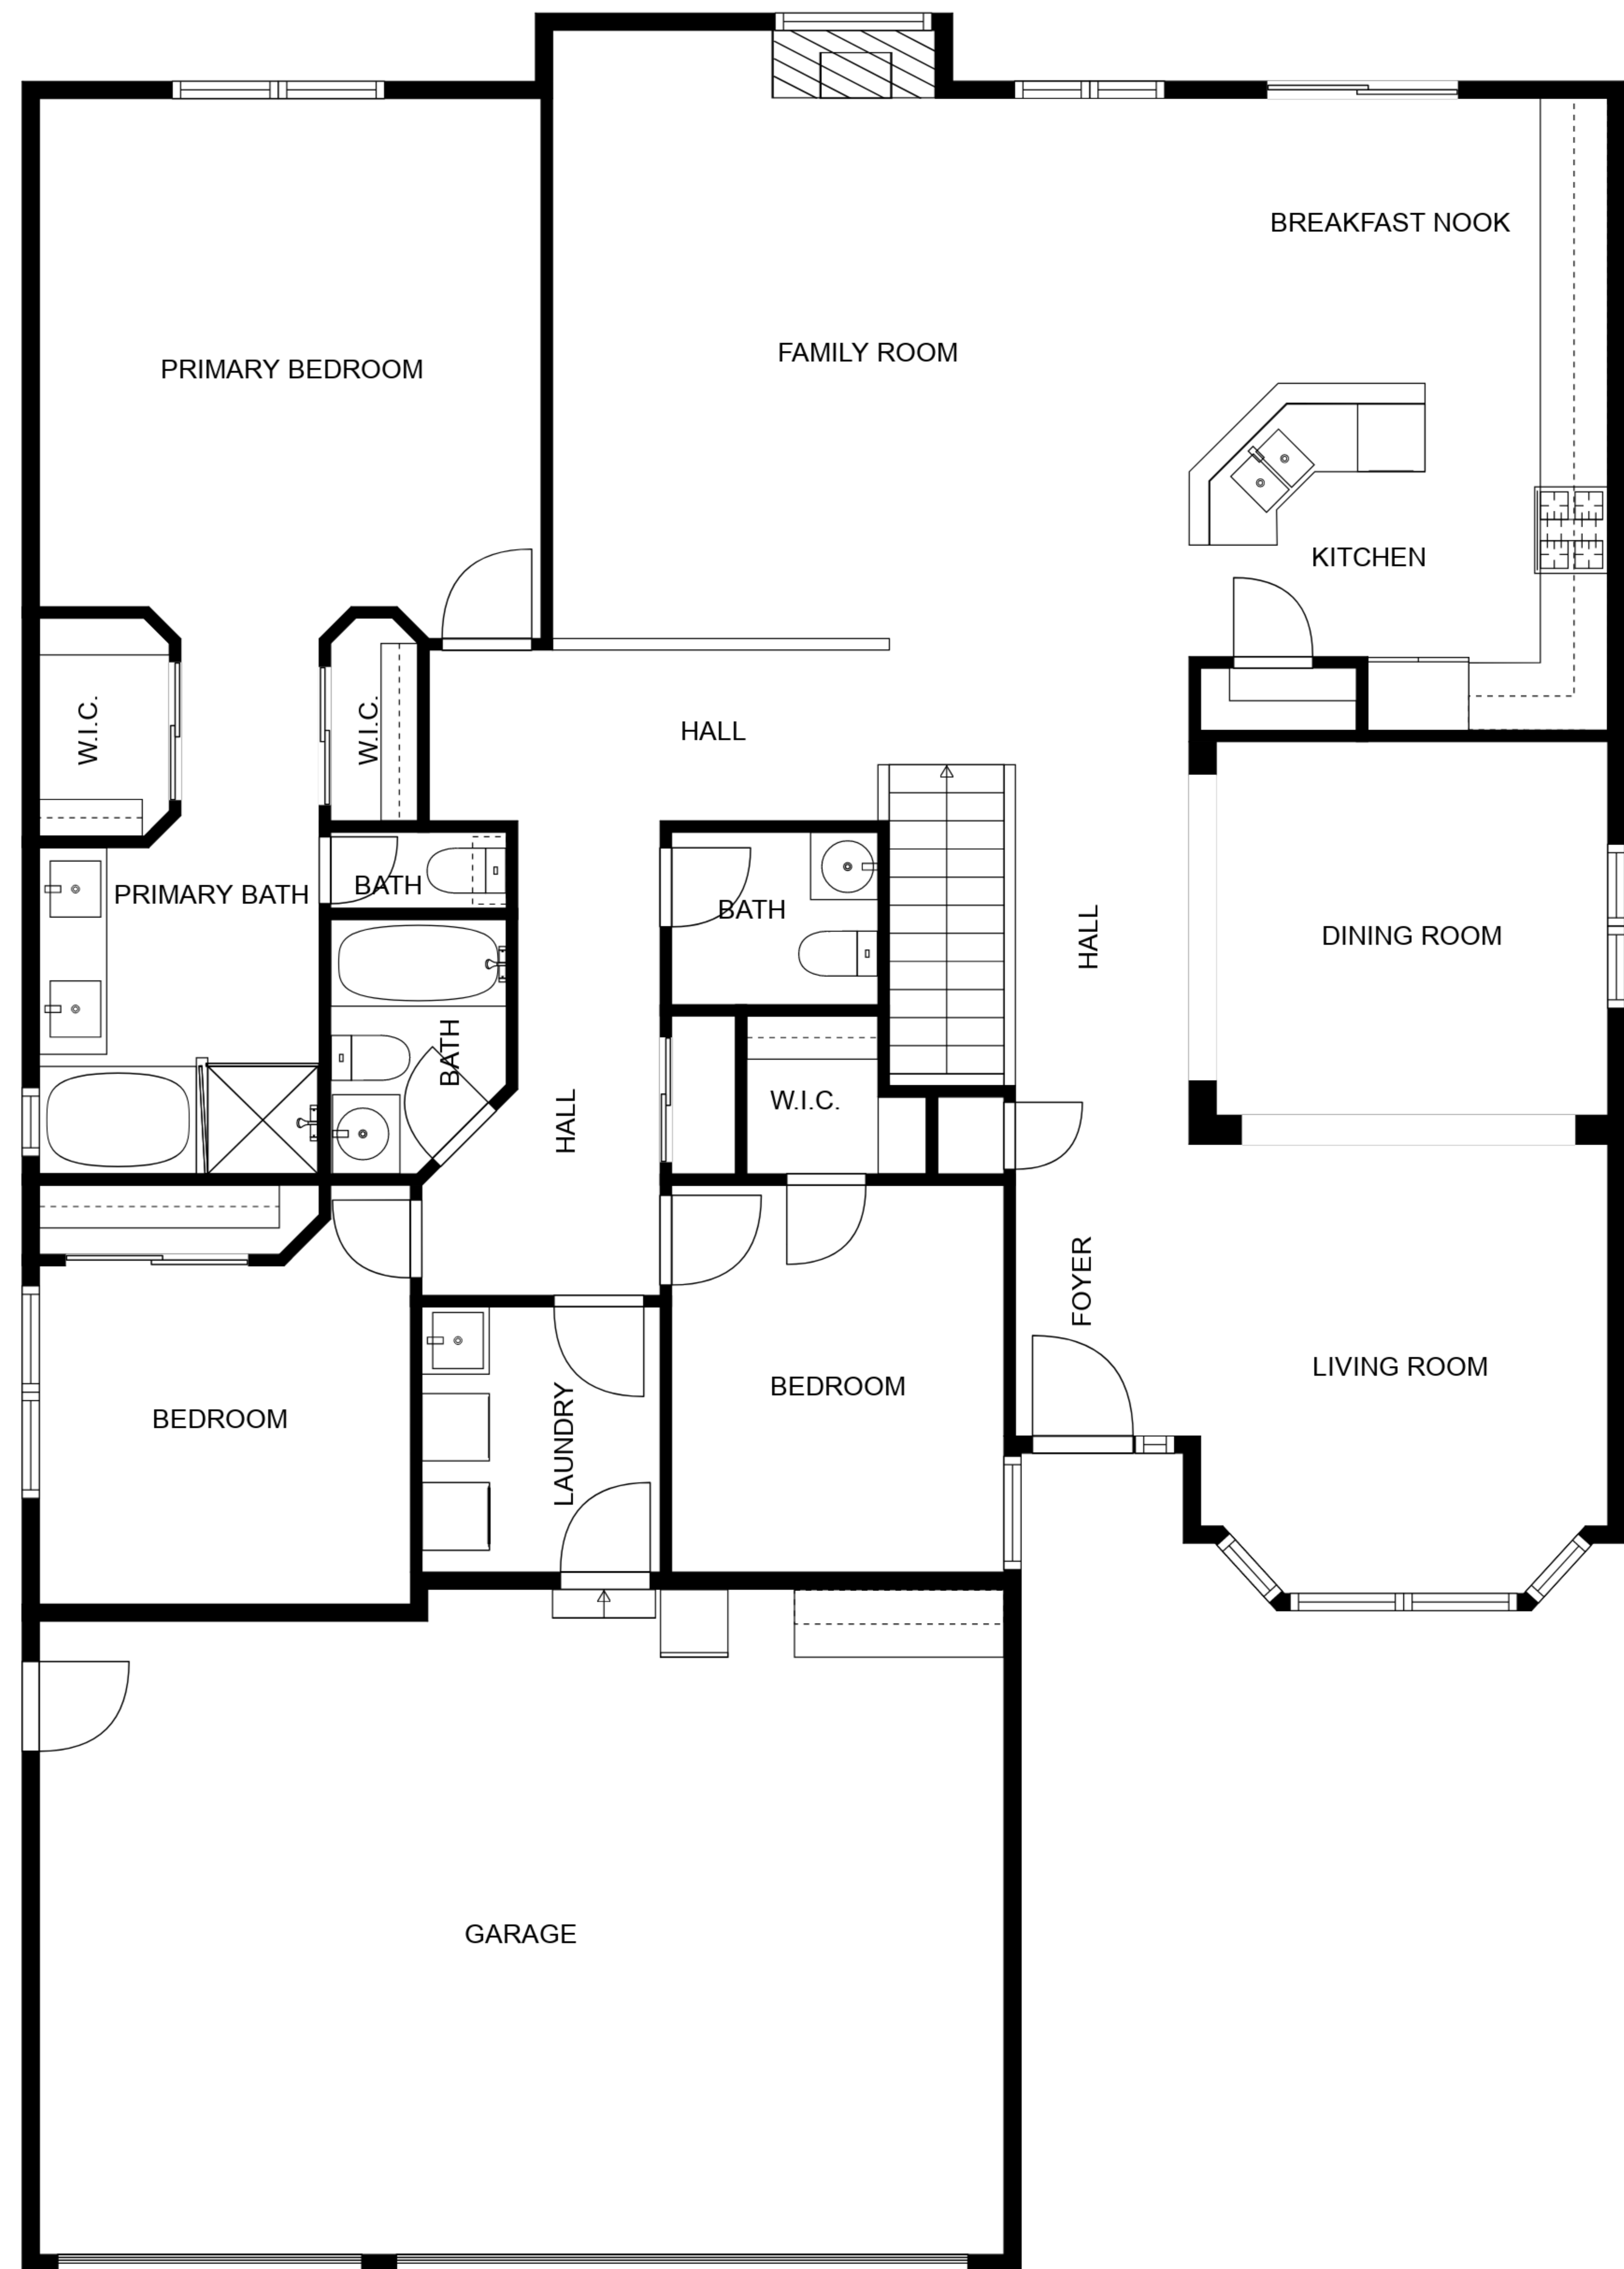 BREAKFAST NOOK
FAMILY ROOM
PRIMARY BEDROOM
KITCHEN
W.I.C.
W.I.C.
HALL
PRIMARY BATH
BATH
BATH
HALL
DINING ROOM
BATH
W.I.C.
HALL
FOYER
LIVING ROOM
BEDROOM
BEDROOM
LAUNDRY
GARAGE